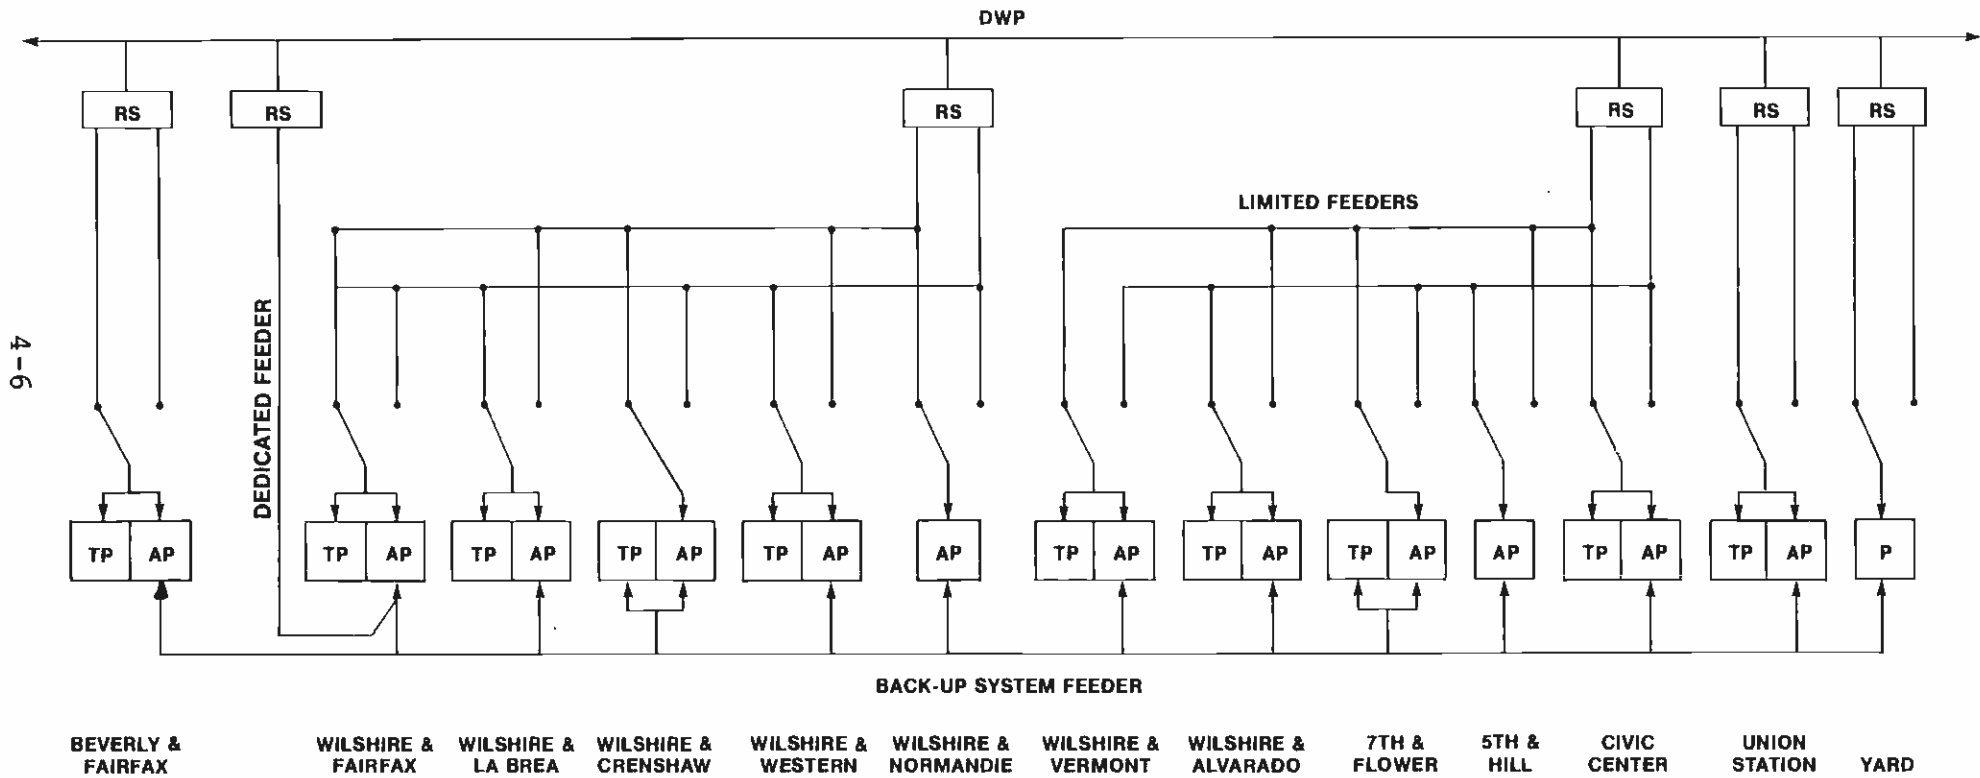 DWP
RS RS RS RS RS RS
LIMITED FEEDERS
DEDICATED FEEDER
4-6
TP AP TP AP TP AP TP AP TP AP AP TP AP TP AP TP AP AP TP AP TP AP P
BACK-UP SYSTEM FEEDER
BEVERLY &
FAIRFAX
WILSHIRE &
FAIRFAX
WILSHIRE &
LA BREA
WILSHIRE &
CRENSHAW
WILSHIRE &
WESTERN
WILSHIRE &
NORMANDIE
WILSHIRE &
VERMONT
WILSHIRE &
ALVARADO
7TH &
FLOWER
5TH &
HILL
CIVIC
CENTER
UNION
STATION
YARD